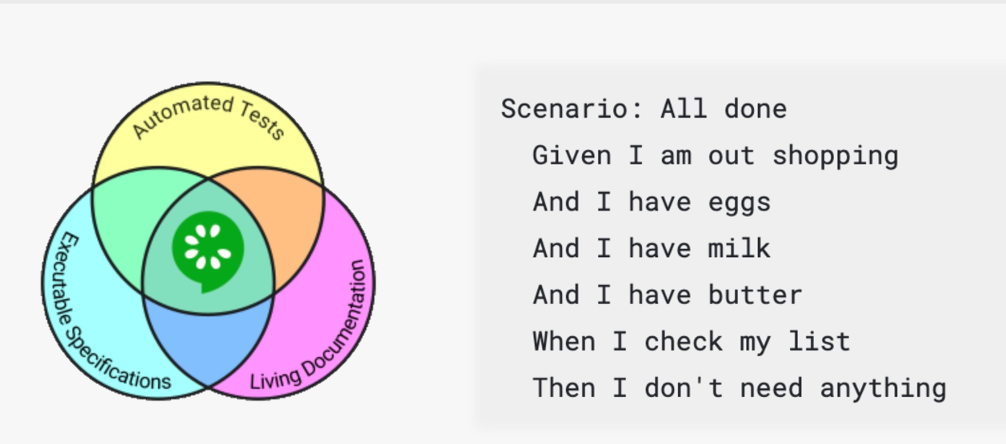 Automated Tests
Executable Specifications
Living Documentation
Scenario: All done
Given I am out shopping
And I have eggs
And I have milk
And I have butter
When I check my list
Then I don't need anything